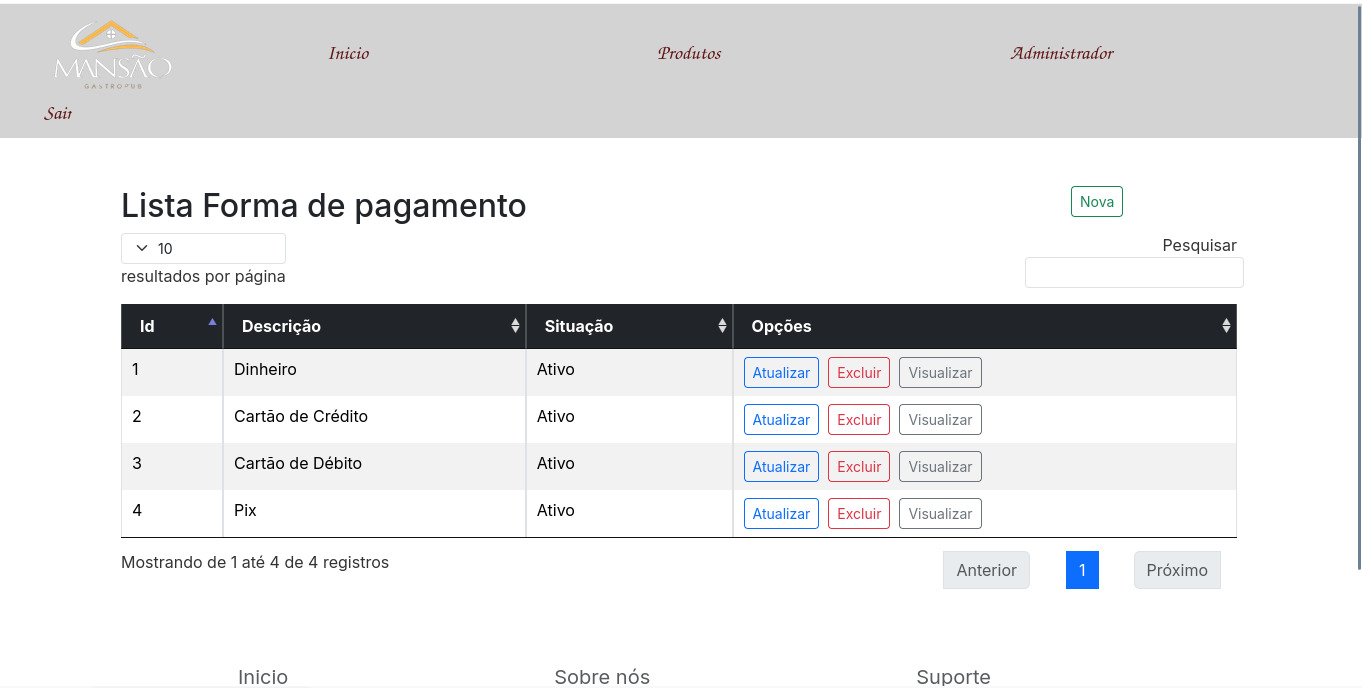 MANSÃO
GASTROPUB
Inicio Produtos Administrador
Sair
Lista Forma de pagamento Nova
10 Pesquisar
resultados por página
Id Descrição Situação Opções
1 Dinheiro Ativo Atualizar Excluir Visualizar
2 Cartão de Crédito Ativo Atualizar Excluir Visualizar
3 Cartão de Débito Ativo Atualizar Excluir Visualizar
4 Pix Ativo Atualizar Excluir Visualizar
Mostrando de 1 até 4 de 4 registros Anterior 1 Próximo
Inicio Sobre nós Suporte